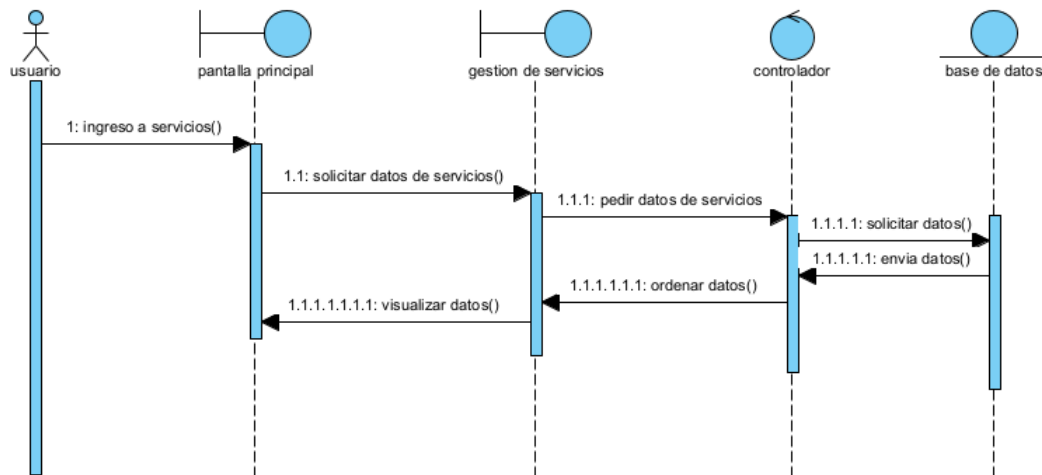 usuario
pantalla principal
gestion de servicios
controlador
base de datos
1: ingreso a servicios()
1.1: solicitar datos de servicios()
1.1.1: pedir datos de servicios
1.1.1.1: solicitar datos()
1.1.1.1.1: envia datos()
1.1.1.1.1.1: ordenar datos()
1.1.1.1.1.1.1: visualizar datos()